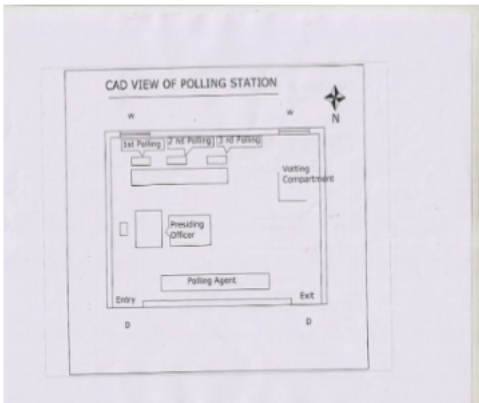 CAD VIEW OF POLLING STATION
N
W
W
1st Polling
2 nd Polling
3 rd Polling
Votting
Compartment
Presiding
Officer
Polling Agent
Entry
Exit
D
D